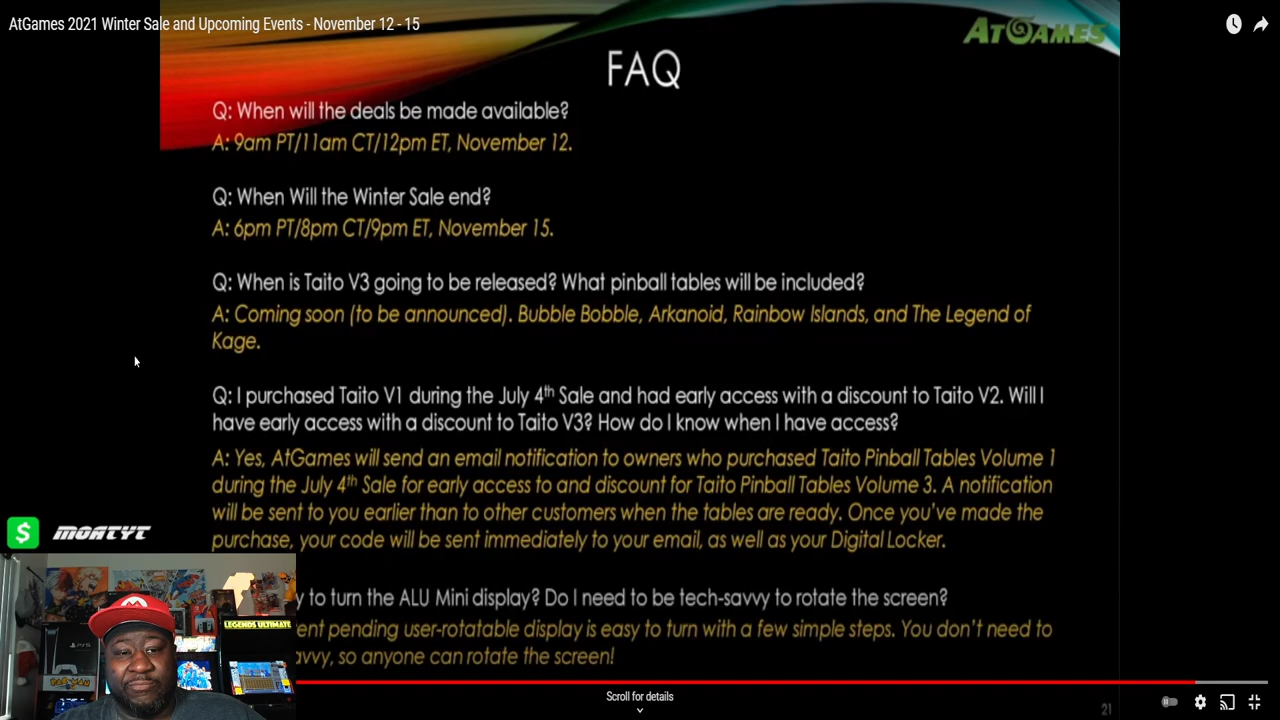 AtGames 2021 Winter Sale and Upcoming Events - November 12 - 15
ATGAMES
FAQ
Q: When will the deals be made available?
A: 9am PT/11am CT/12pm ET, November 12.
Q: When Will the Winter Sale end?
A: 6pm PT/8pm CT/9pm ET, November 15.
Q: When is Taito V3 going to be released? What pinball tables will be included?
A: Coming soon (to be announced). Bubble Bobble, Arkanoid, Rainbow Islands, and The Legend of
Kage.
Q: I purchased Taito V1 during the July 4th Sale and had early access with a discount to Taito V2. Will I
have early access with a discount to Taito V3? How do I know when I have access?
A: Yes, AtGames will send an email notification to owners who purchased Taito Pinball Tables Volume 1
during the July 4th Sale for early access to and discount for Taito Pinball Tables Volume 3. A notification
will be sent to you earlier than to other customers when the tables are ready. Once you've made the
purchase, your code will be sent immediately to your email, as well as your Digital Locker.
$ MOATYT
y to turn the ALU Mini display? Do I need to be tech-savvy to rotate the screen?
ent pending user-rotatable display is easy to turn with a few simple steps. You don't need to
avvy, so anyone can rotate the screen!
LEGENDS ULTIMATE
PS5
PAC-MAN
Scroll for details
21